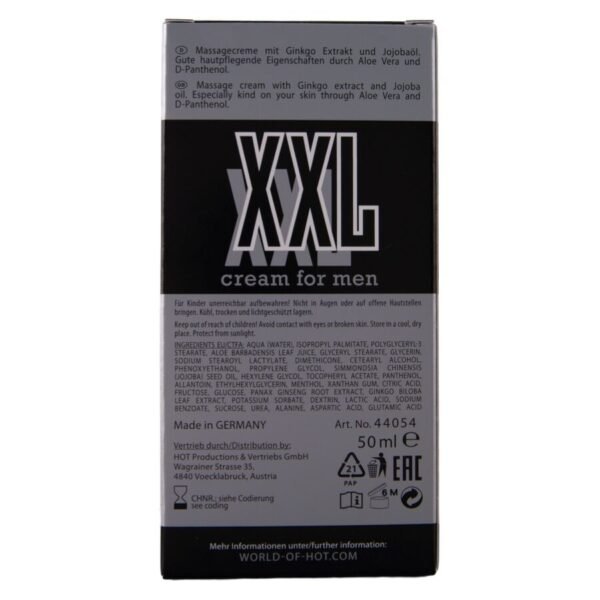 D Massagecreme mit Ginkgo Extrakt und Jojobaöl.
Gute hautpflegende Eigenschaften durch Aloe Vera und
D-Panthenol.
GB Massage cream with Ginkgo extract and Jojoba
oil. Especially kind on your skin through Aloe Vera and
D-Panthenol.
XXL
XXL
cream for men
Für Kinder unerreichbar aufbewahren! Nicht in Augen oder auf offene Hautstellen
bringen. Kühl, trocken und lichtgeschützt lagern.
Keep out of reach of children! Avoid contact with eyes or broken skin. Store in a cool, dry
place. Protect from sunlight.
INGREDIENTS EU/CTFA: AQUA (WATER), ISOPROPYL PALMITATE, POLYGLYCERYL-3
STEARATE, ALOE BARBADENSIS LEAF JUICE, GLYCERYL STEARATE, GLYCERIN,
SODIUM STEAROYL LACTYLATE, DIMETHICONE, CETEARYL ALCOHOL,
PHENOXYETHANOL, PROPYLENE GLYCOL, SIMMONDSIA CHINENSIS
(JOJOBA) SEED OIL, HEXYLENE GLYCOL, TOCOPHERYL ACETATE, PANTHENOL,
ALLANTOIN, ETHYLHEXYLGLYCERIN, MENTHOL, XANTHAN GUM, CITRIC ACID,
FRUCTOSE, GLUCOSE, PANAX GINSENG ROOT EXTRACT, GINKGO BILOBA
LEAF EXTRACT, POTASSIUM SORBATE, DEXTRIN, LACTIC ACID, SODIUM
BENZOATE, SUCROSE, UREA, ALANINE, ASPARTIC ACID, GLUTAMIC ACID
Made in GERMANY Art. No. 44054
50 ml e
Vertrieb durch/Distribution by:
HOT Produktions & Vertriebs GmbH
Wagrainer Strasse 35,
4840 Voecklabruck, Austria
21
PAP
EAC
6 M
CHNR.: siehe Codierung
see coding
Mehr Informationen unter/further information:
WORLD-OF-HOT.COM